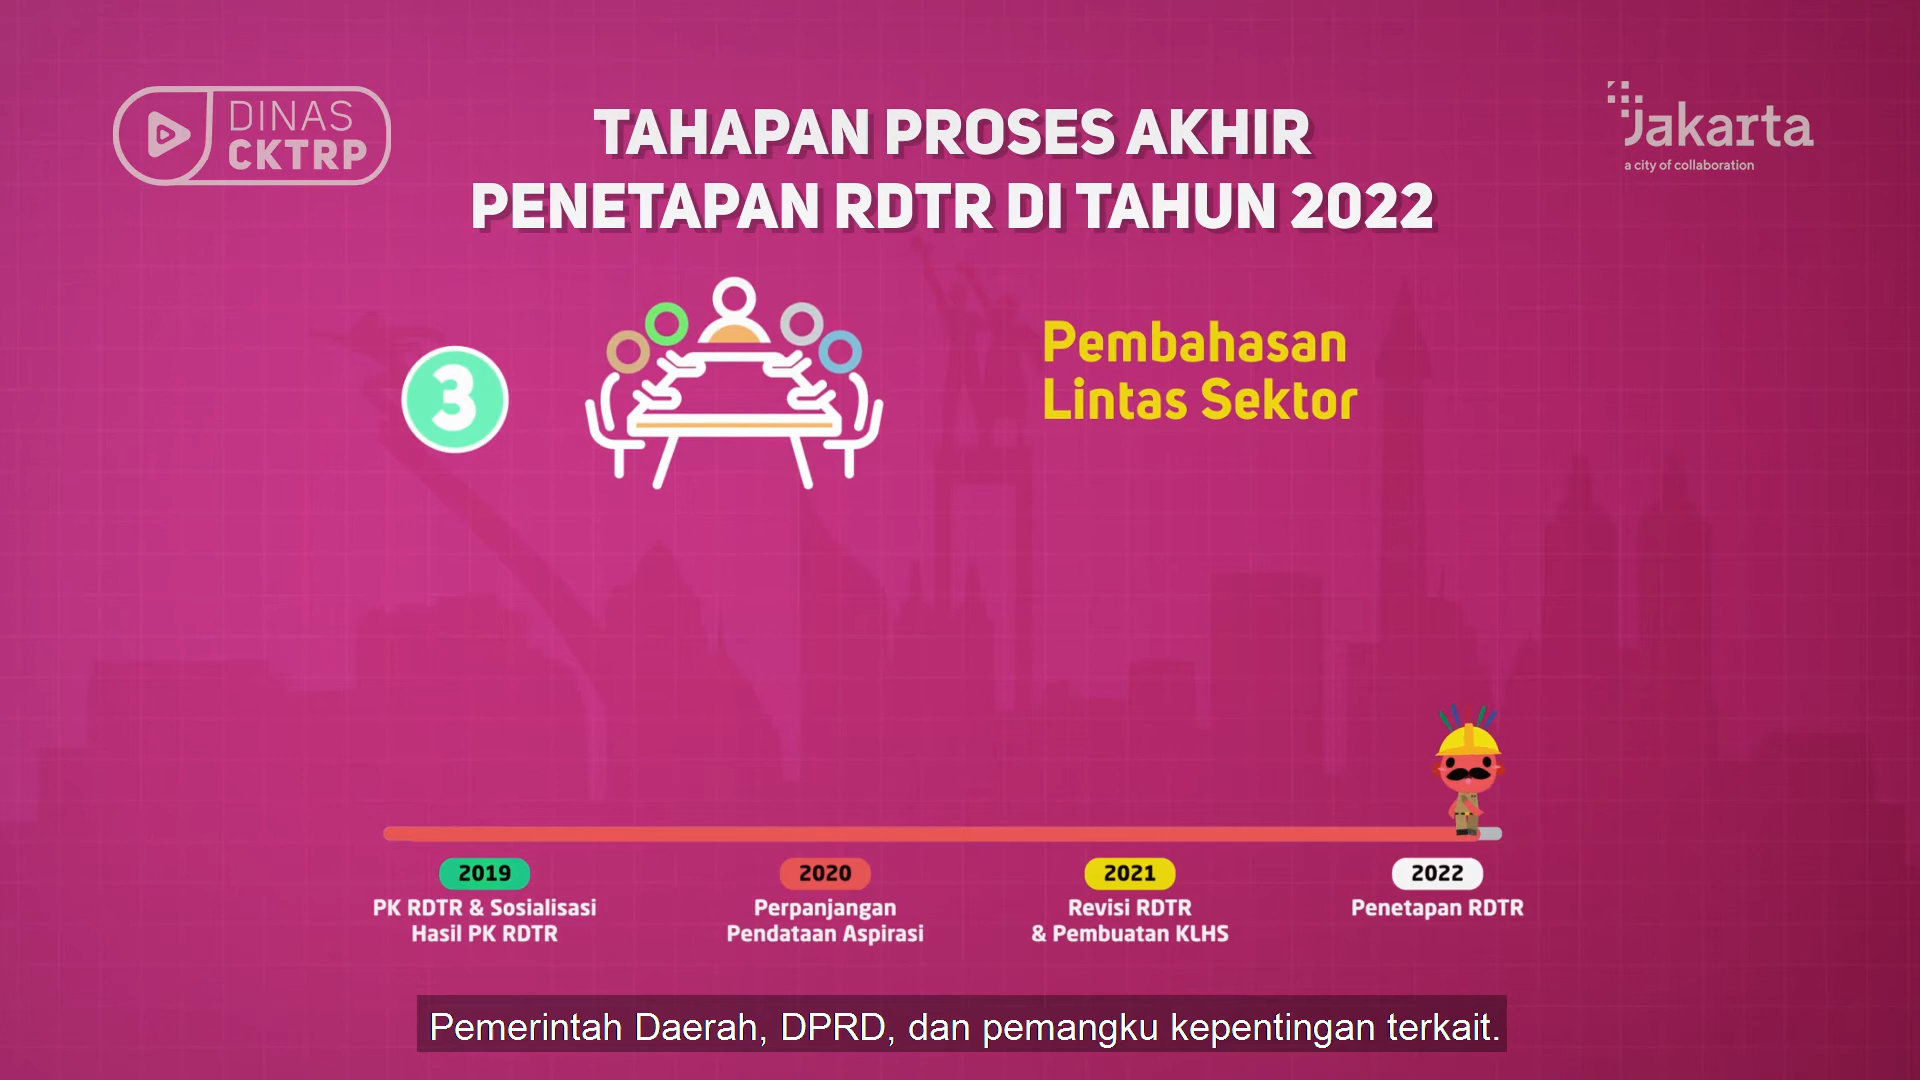 DINAS
CKTRP
TAHAPAN PROSES AKHIR
PENETAPAN RDTR DI TAHUN 2022
Jakarta
a city of collaboration
3
Pembahasan
Lintas Sektor
2019
PK RDTR & Sosialisasi
Hasil PK RDTR
2020
Perpanjangan
Pendataan Aspirasi
2021
Revisi RDTR
& Pembuatan KLHS
2022
Penetapan RDTR
Pemerintah Daerah, DPRD, dan pemangku kepentingan terkait.